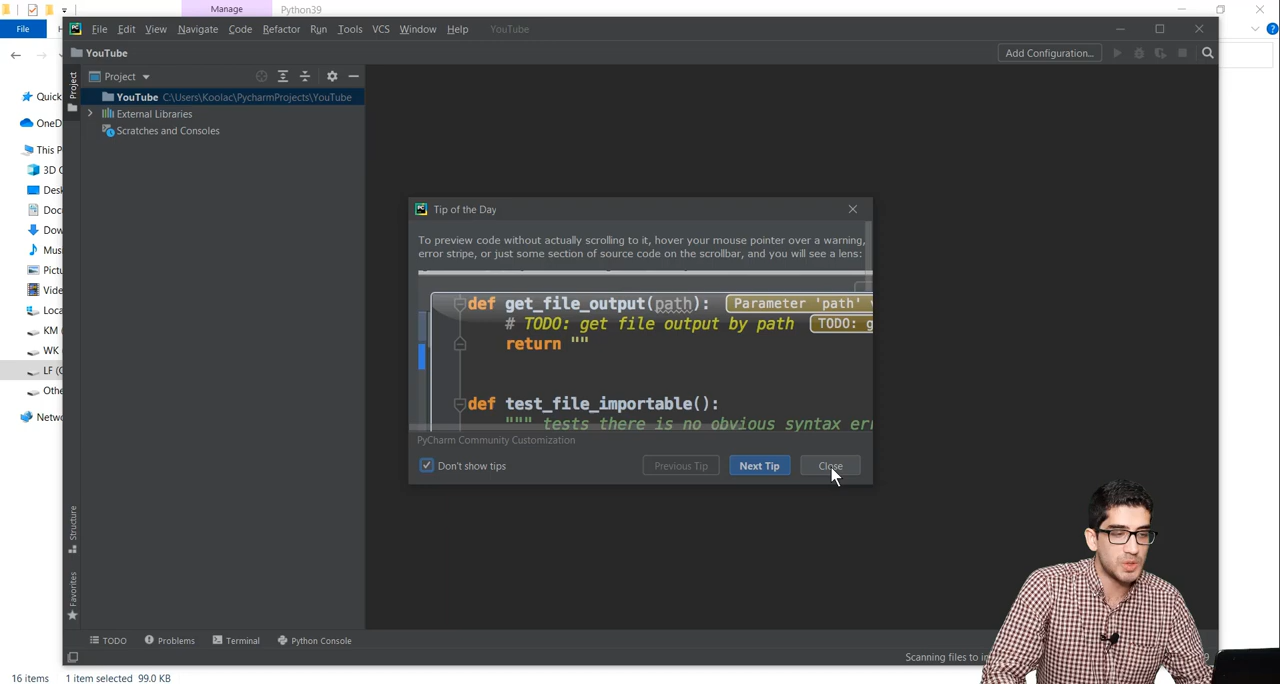 Manage
Python39
File
File Edit View Navigate Code Refactor Run Tools VCS Window Help YouTube
YouTube
Add Configuration...
Project
Project
YouTube C:\Users\Koolac\PycharmProjects\YouTube
External Libraries
Scratches and Consoles
Quick
OneD
This P
3D
Desk
Doc
Dow
Mus
Pictu
Vide
Loca
KM
WK
LF (
Othe
Netwo
Tip of the Day
To preview code without actually scrolling to it, hover your mouse pointer over a warning,
error stripe, or just some section of source code on the scrollbar, and you will see a lens:
def get_file_output(path): Parameter 'path'
# TODO: get file output by path TODO: g
return ""
def test_file_importable():
""" tests there is no obvious syntax err
PyCharm Community Customization
Don't show tips
Previous Tip
Next Tip
Close
Structure
Favorites
TODO
Problems
Terminal
Python Console
Scanning files to in
16 items 1 item selected 99.0 KB